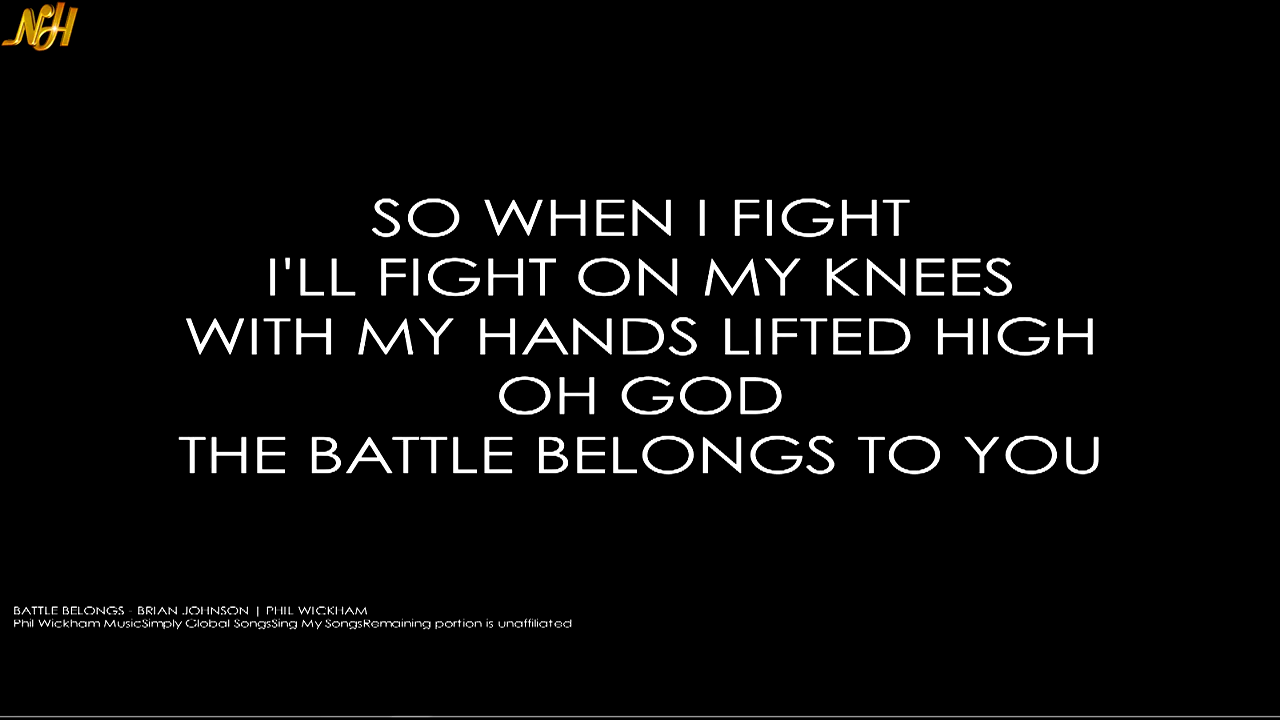 NH
SO WHEN I FIGHT
I'LL FIGHT ON MY KNEES
WITH MY HANDS LIFTED HIGH
OH GOD
THE BATTLE BELONGS TO YOU
BATTLE BELONGS - BRIAN JOHNSON | PHIL WICKHAM
Phil Wickham MusicSimply Global SongsSing My SongsRemaining portion is unaffiliated